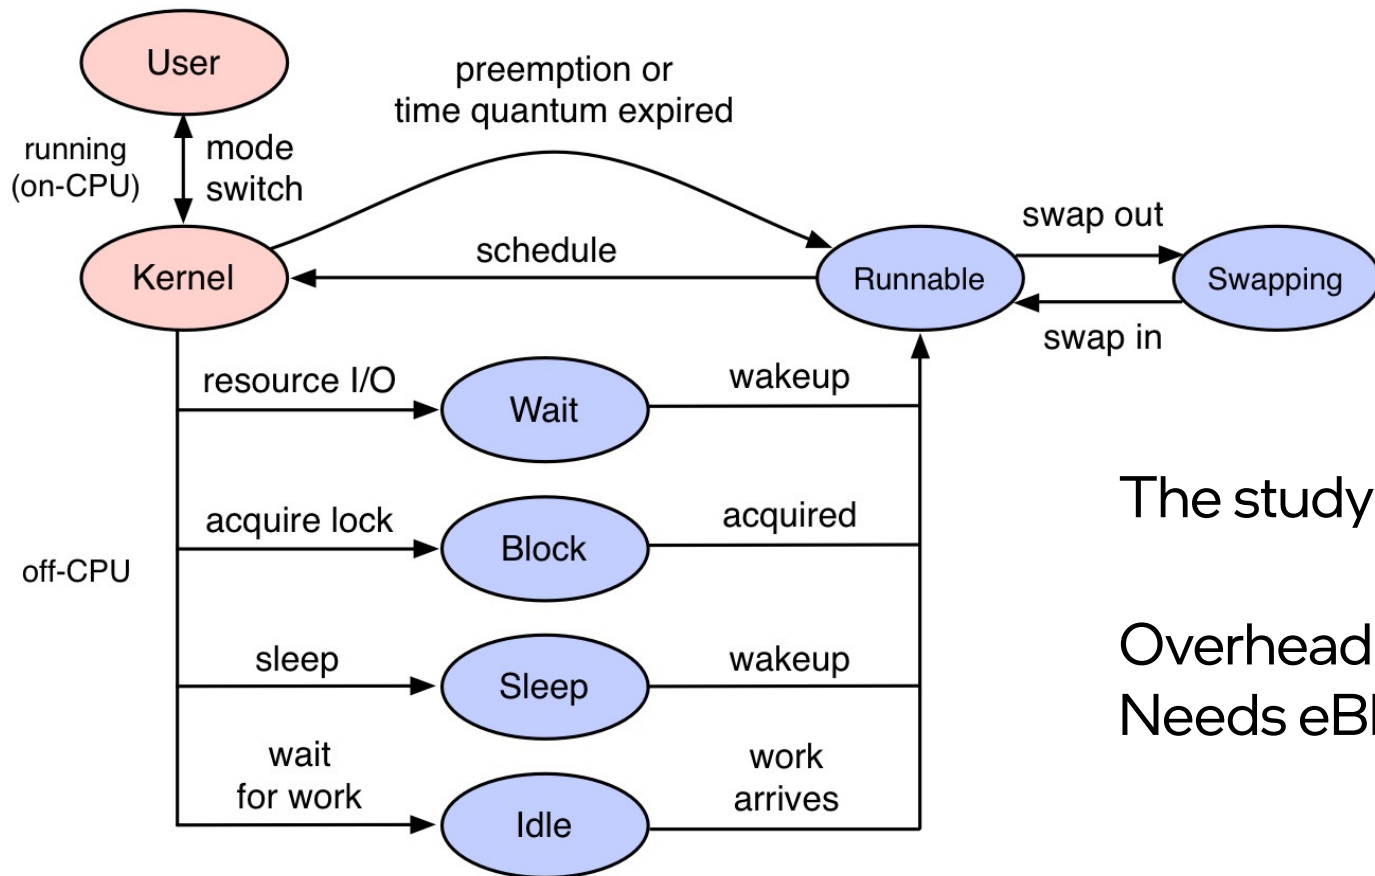 User
preemption or
time quantum expired
running
(on-CPU)
mode
switch
swap out
schedule
Kernel
Runnable
Swapping
swap in
resource I/O
Wait
wakeup
The study
acquire lock
Block
acquired
off-CPU
Overhead
sleep
Sleep
wakeup
Needs
wait
for work
Idle
work
arrives